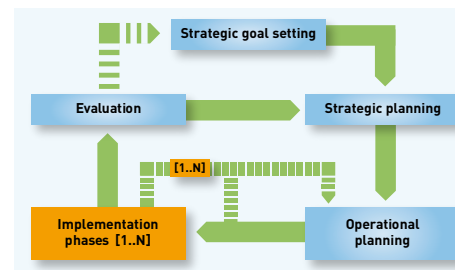 Strategic goal setting
Evaluation
Strategic planning
[1..N]
Implementation
phases [1..N]
Operational
planning